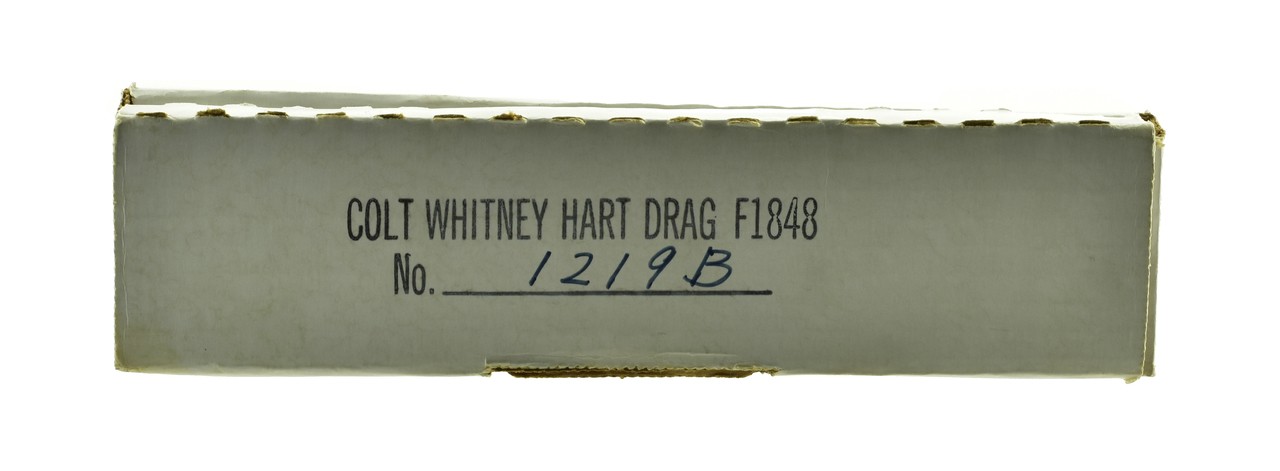 COLT WHITNEY HART DRAG F1848
No. 1219B